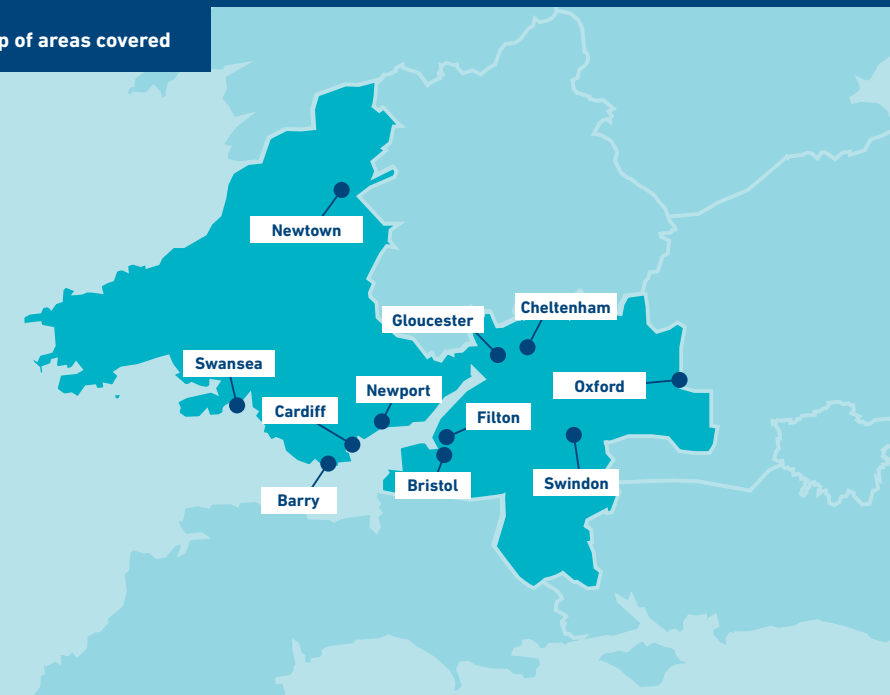 p of areas covered
Newtown
Cheltenham
Gloucester
Swansea
Newport
Oxford
Cardiff
Filton
Bristol
Swindon
Barry